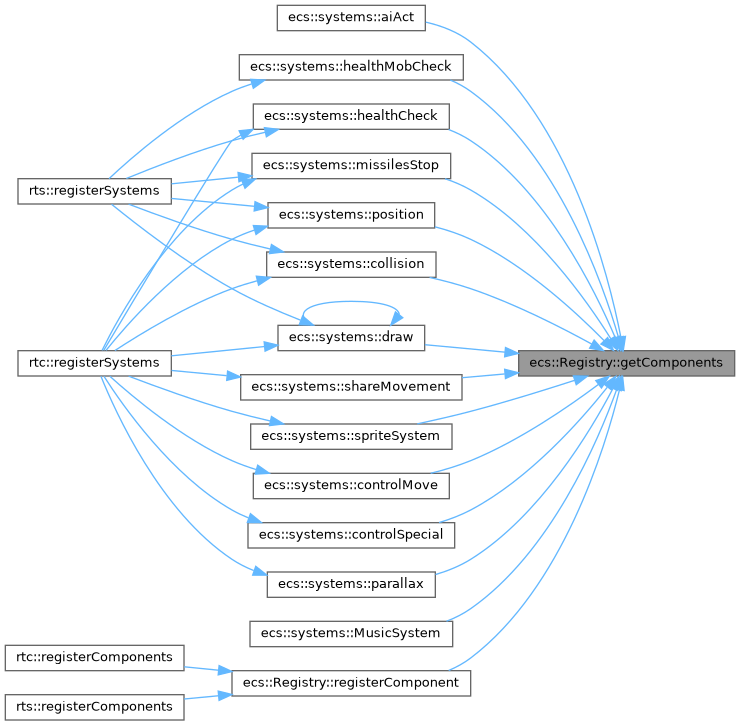 ecs::systems::aiAct
ecs::systems::healthMobCheck
ecs::systems::healthCheck
ecs::systems::missilesStop
rts::registerSystems
ecs::systems::position
ecs::systems::collision
ecs::systems::draw
rtc::registerSystems
ecs::Registry::getComponents
ecs::systems::shareMovement
ecs::systems::spriteSystem
ecs::systems::controlMove
ecs::systems::controlSpecial
ecs::systems::parallax
ecs::systems::MusicSystem
rtc::registerComponents
ecs::Registry::registerComponent
rts::registerComponents